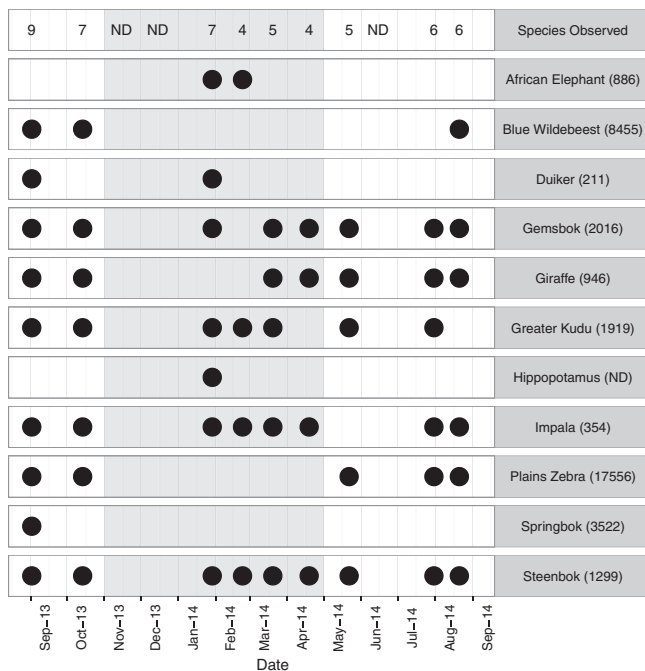 9 7 ND ND 7 4 5 4 5 ND 6 6 Species Observed
African Elephant (886)
Blue Wildebeest (8455)
Duiker (211)
Gemsbok (2016)
Giraffe (946)
Greater Kudu (1919)
Hippopotamus (ND)
Impala (354)
Plains Zebra (17556)
Springbok (3522)
Steenbok (1299)
Sep–13 Oct–13 Nov–13 Dec–13 Jan–14 Feb–14 Mar–14 Apr–14 May–14 Jun–14 Jul–14 Aug–14 Sep–14
Date